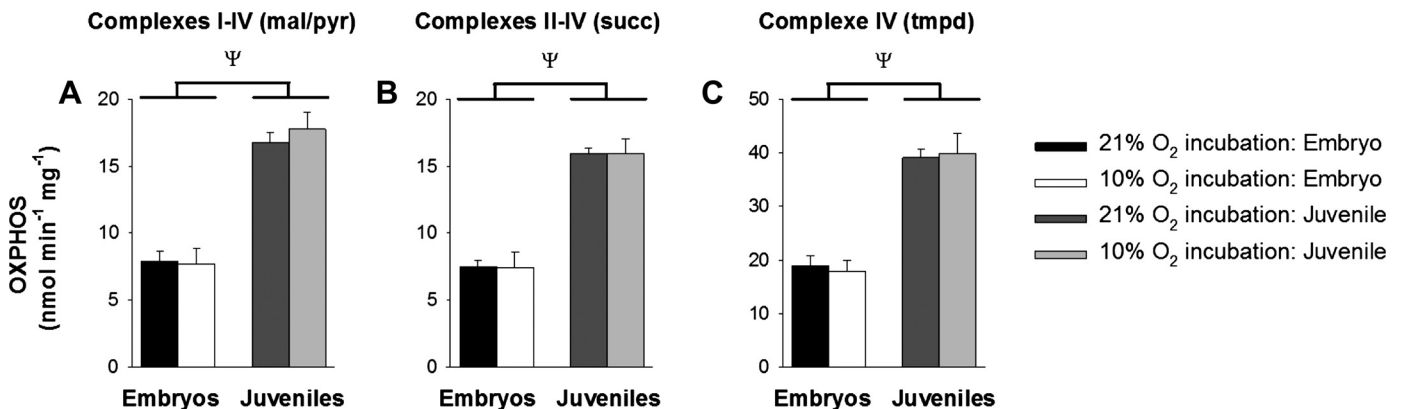 Complexes I-IV (mal/pyr)
Complexes II-IV (succ)
Complexe IV (tmpd)
Ψ
Ψ
Ψ
A
B
C
OXPHOS
(nmol min⁻¹ mg⁻¹)
20
15
10
5
0
Embryos Juveniles
20
15
10
5
0
Embryos Juveniles
50
40
30
20
10
0
Embryos Juveniles
21% O₂ incubation: Embryo
10% O₂ incubation: Embryo
21% O₂ incubation: Juvenile
10% O₂ incubation: Juvenile